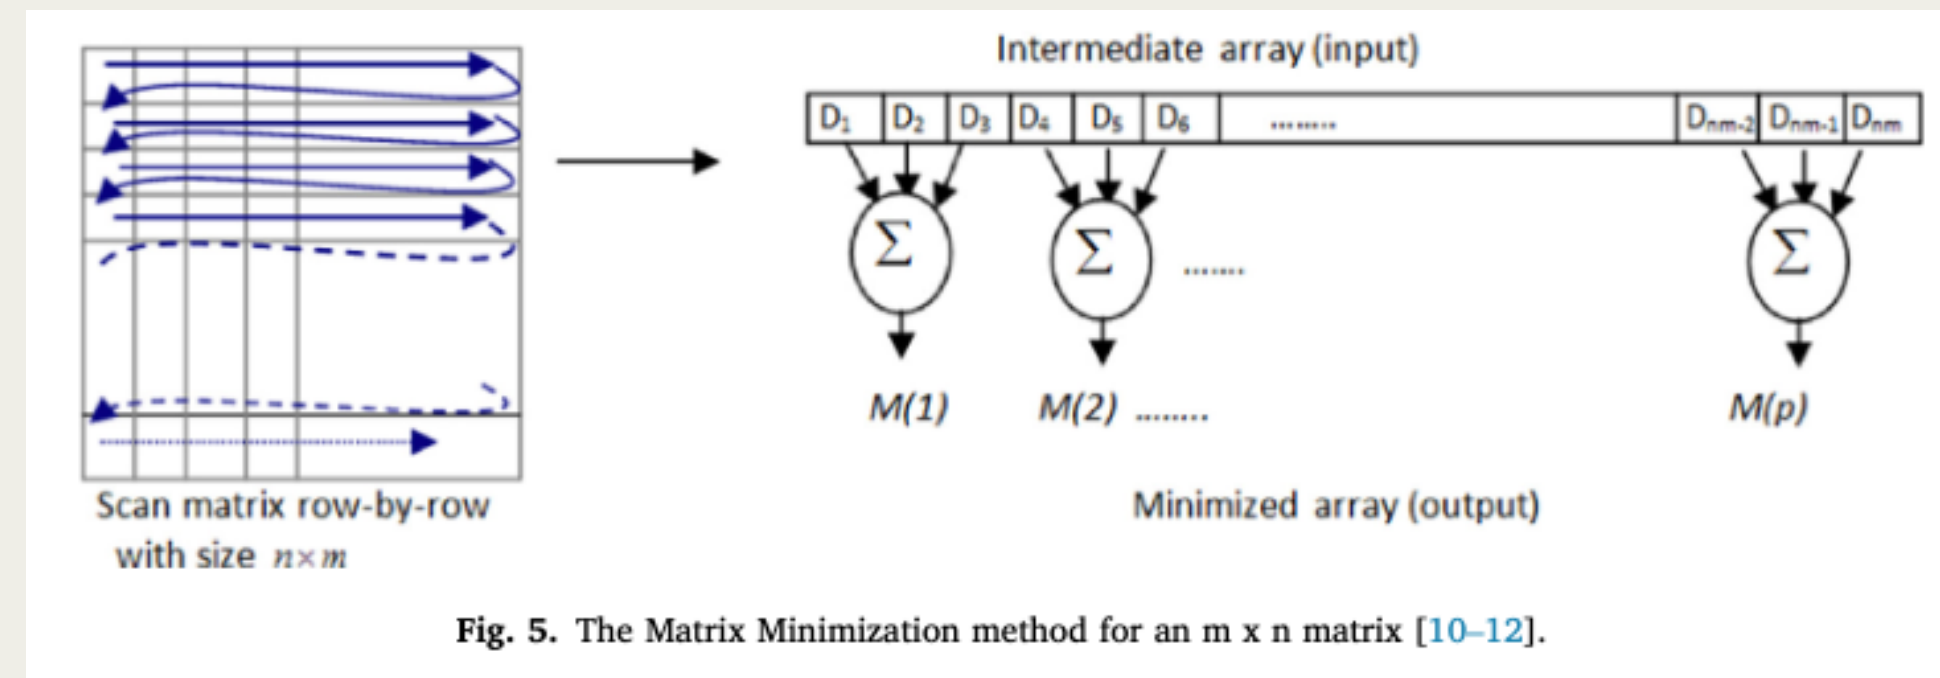 Intermediate array (input)
D₁ D₂ D₃ D₄ D₅ D₆ ........ Dnm-2 Dnm-1 Dnm
Σ Σ ....... Σ
M(1) M(2) ........ M(p)
Scan matrix row-by-row
with size n×m
Minimized array (output)
Fig. 5. The Matrix Minimization method for an m x n matrix [10–12].